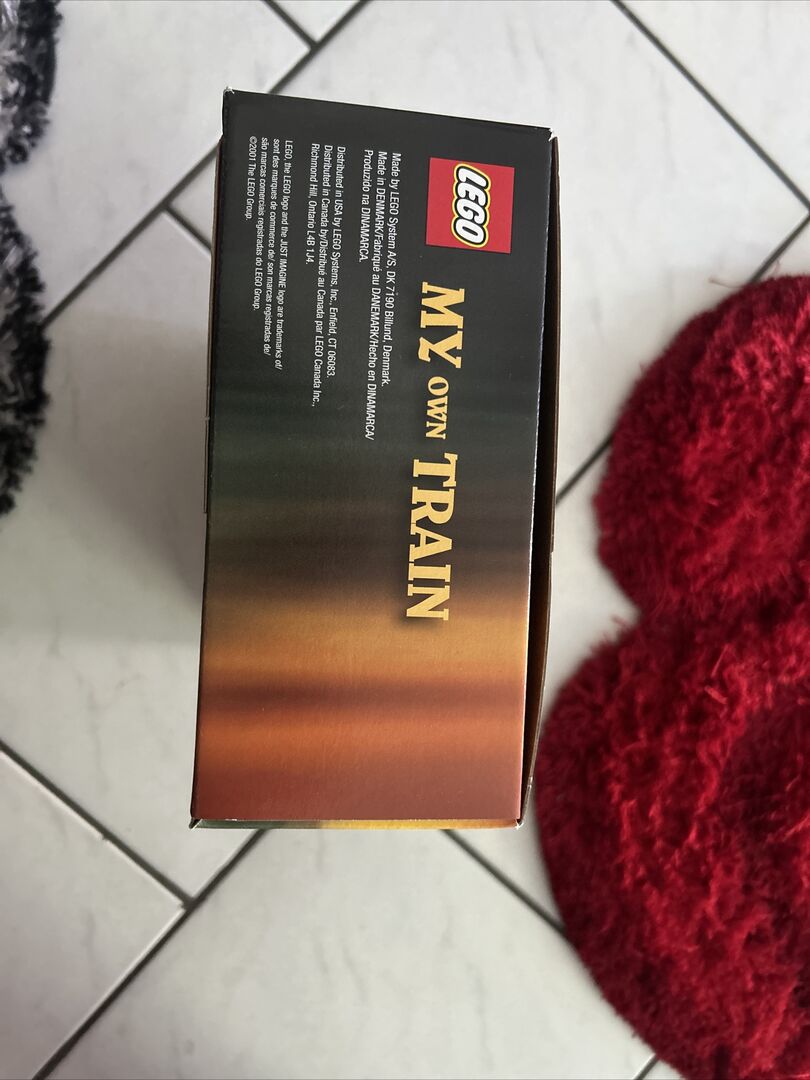 LEGO
MY OWN TRAIN
Made by LEGO System A/S, DK 7190 Billund, Denmark.
Made in DENMARK/Fabriqué au DANEMARK/Hecho en DINAMARCA/
Produzido na DINAMARCA.
Distributed in USA by LEGO Systems, Inc., Enfield, CT 06083.
Distributed in Canada by/Distribué au Canada par LEGO Canada Inc.,
Richmond Hill, Ontario L4B 1J4.
LEGO, the LEGO logo and the JUST IMAGINE logo are trademarks of/
sont des marques de commerce de/ son marcas registradas de/
são marcas comerciais registradas do LEGO Group.
©2001 The LEGO Group.